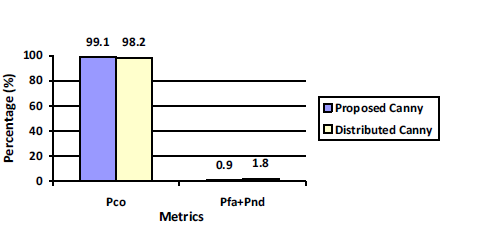 99.1 98.2
100
80
60
40
20
0
Percentage (%)
0.9 1.8
Pco Pfa+Pnd
Metrics
Proposed Canny
Distributed Canny